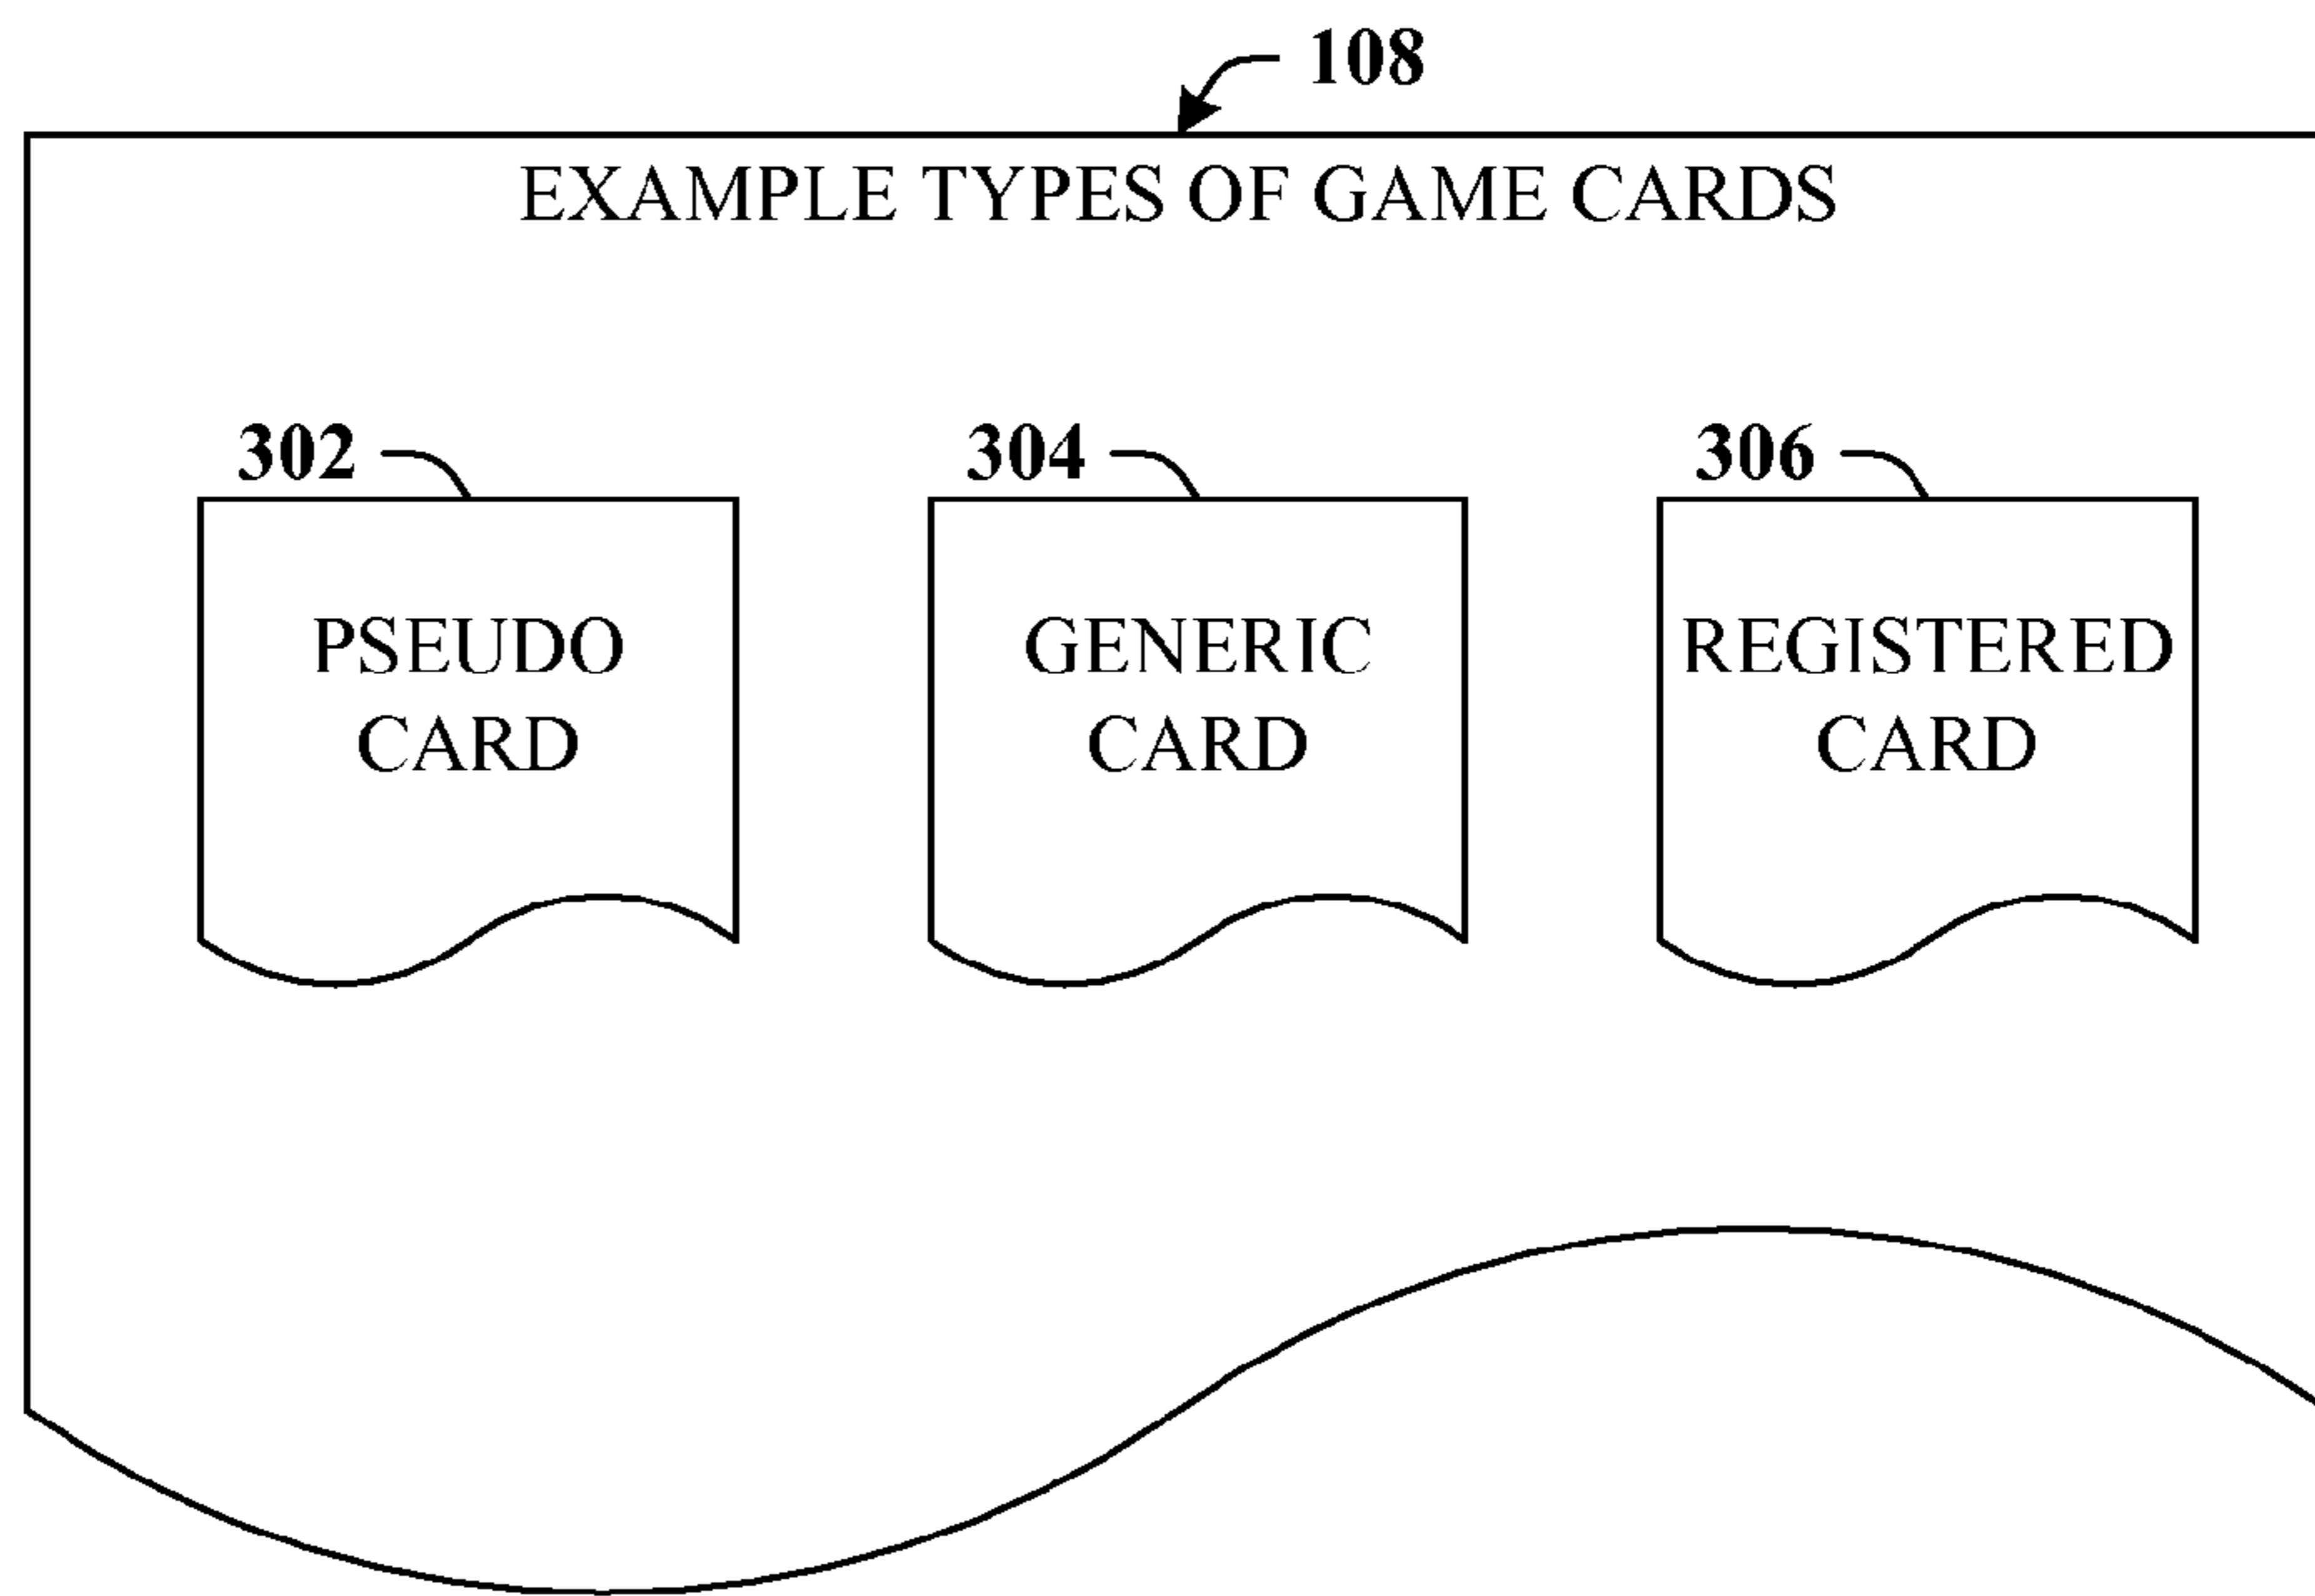 108
EXAMPLE TYPES OF GAME CARDS
302
304
306
PSEUDO
CARD
GENERIC
CARD
REGISTERED
CARD